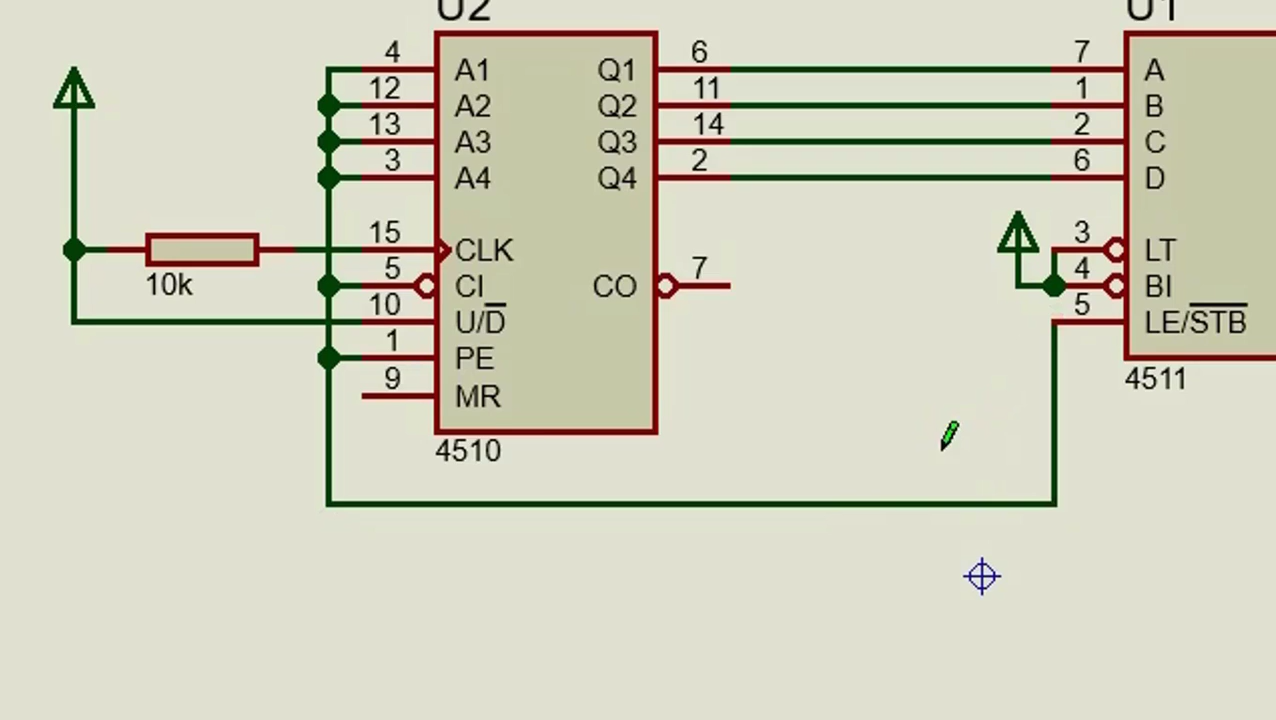 U2
U1
4 A1 Q1 6 7 A
12 A2 Q2 11 1 B
13 A3 Q3 14 2 C
3 A4 Q4 2 6 D
15 CLK 3 LT
10k 5 CI CO 7 4 BI
10 U/D 5 LE/STB
1 PE
9 MR
4511
4510